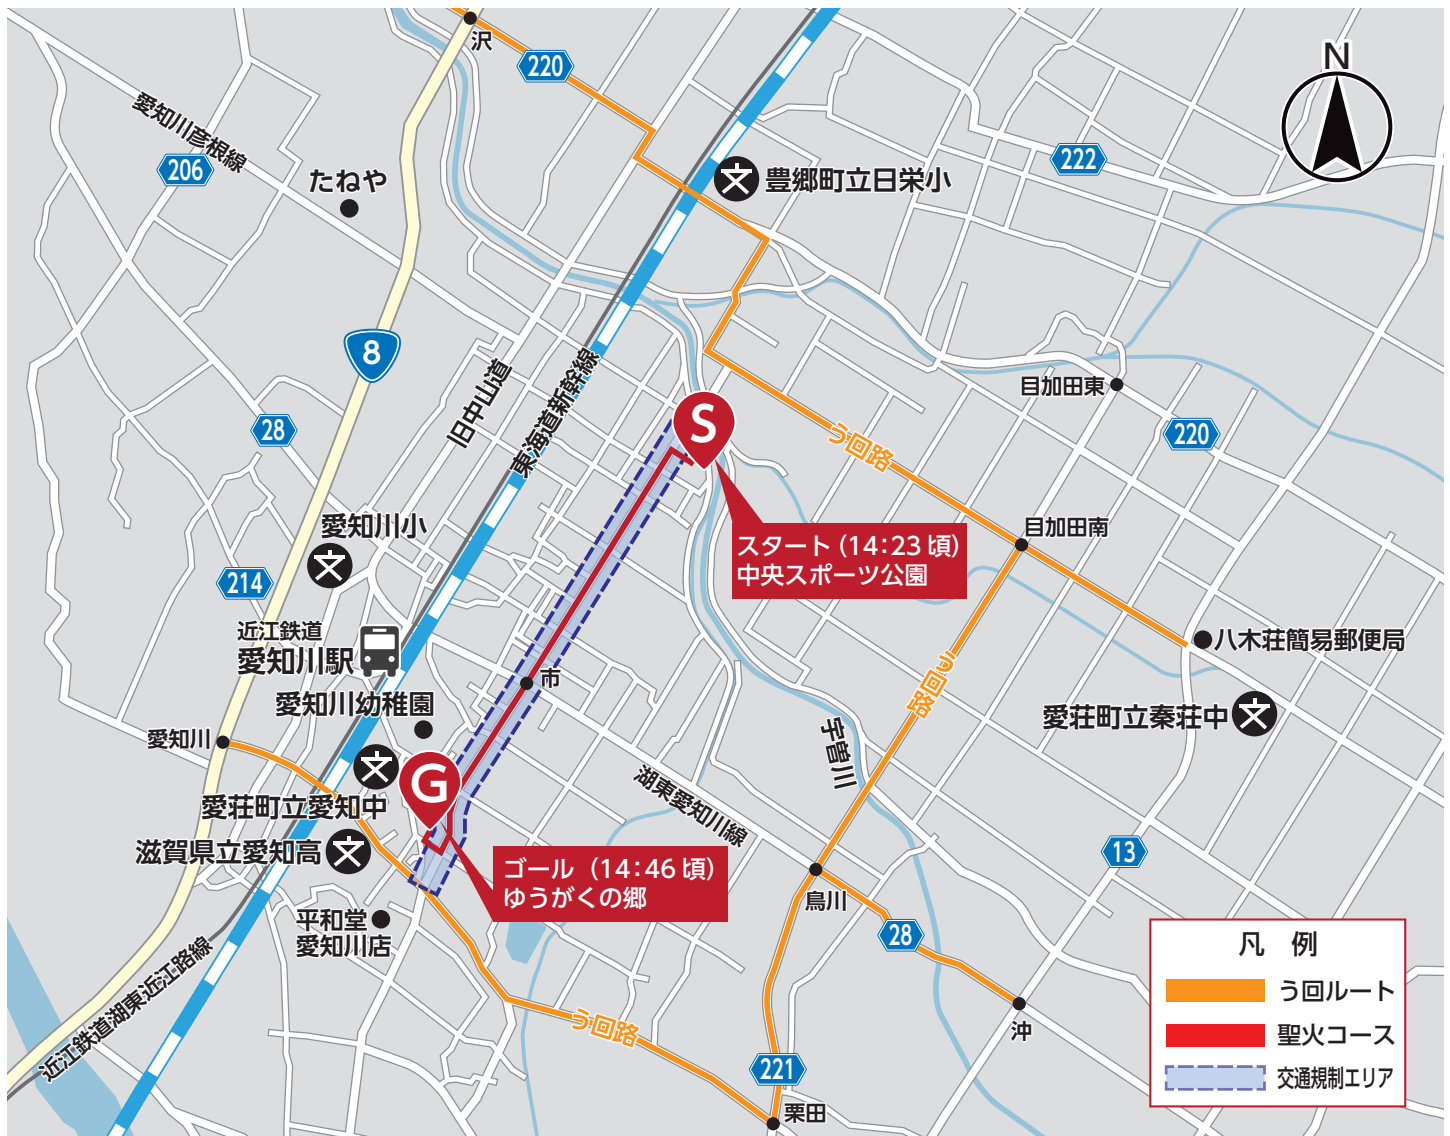 沢
220
N
愛知川彦根線
206
たねや
222
豊郷町立日栄小
8
旧中山道
東海道新幹線
目加田東
28
S
220
う回路
愛知川小
スタート（14：23 頃）
中央スポーツ公園
目加田南
214
近江鉄道
愛知川駅
八木荘簡易郵便局
市
う回路
愛知川幼稚園
愛荘町立秦荘中
愛知川
宇曽川
G
湖東愛知川線
愛荘町立愛知中
滋賀県立愛知高
13
ゴール （14：46 頃）
ゆうがくの郷
鳥川
平和堂
愛知川店
28
近江鉄道湖東近江路線
う回路
沖
221
栗田
凡 例
う回ルート
聖火コース
交通規制エリア